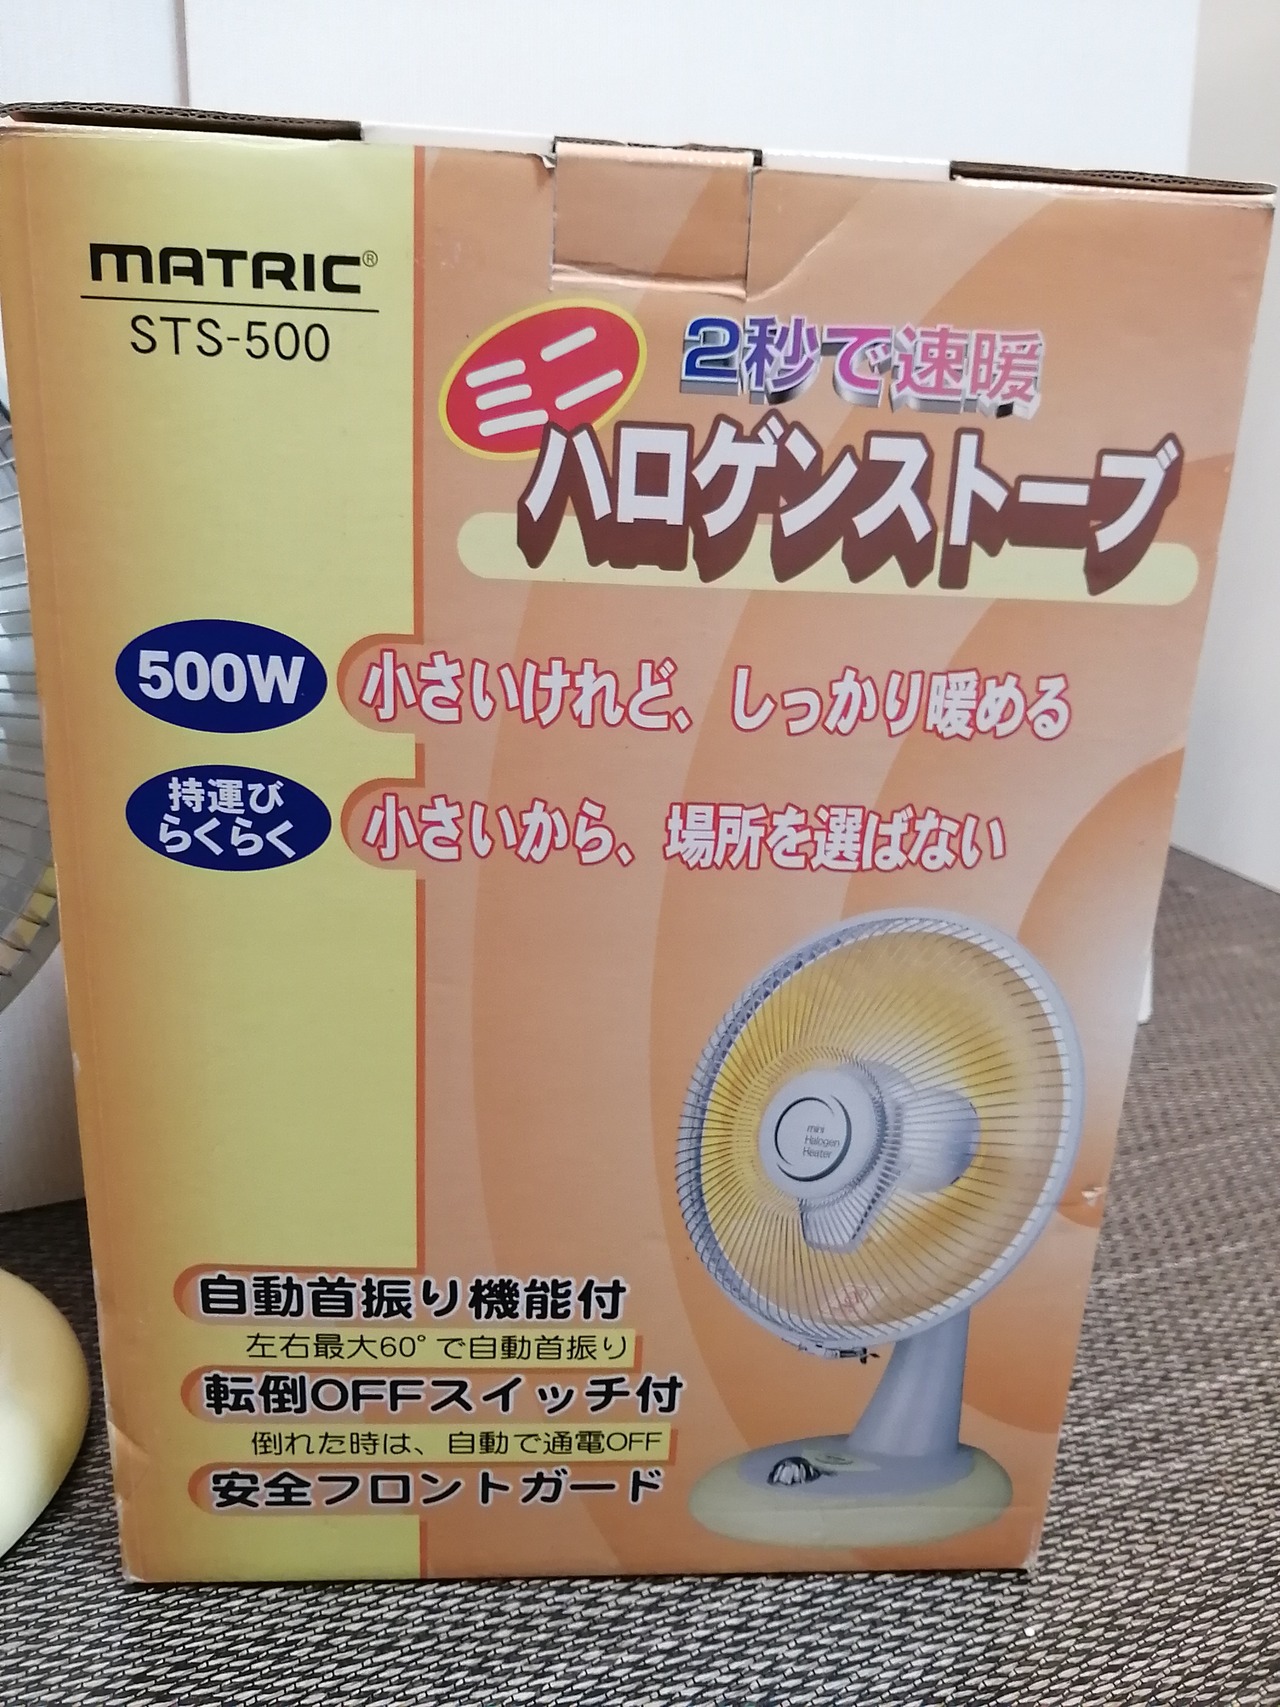 MATRIC®
STS-500
2秒で速暖
ミニ
ハロゲンストーブ
500W
小さいけれど、しっかり暖める
持運び
らくらく
小さいから、場所を選ばない
mini
Halogen
Heater
自動首振り機能付
左右最大60°で自動首振り
転倒OFFスイッチ付
倒れた時は、自動で通電OFF
安全フロントガード